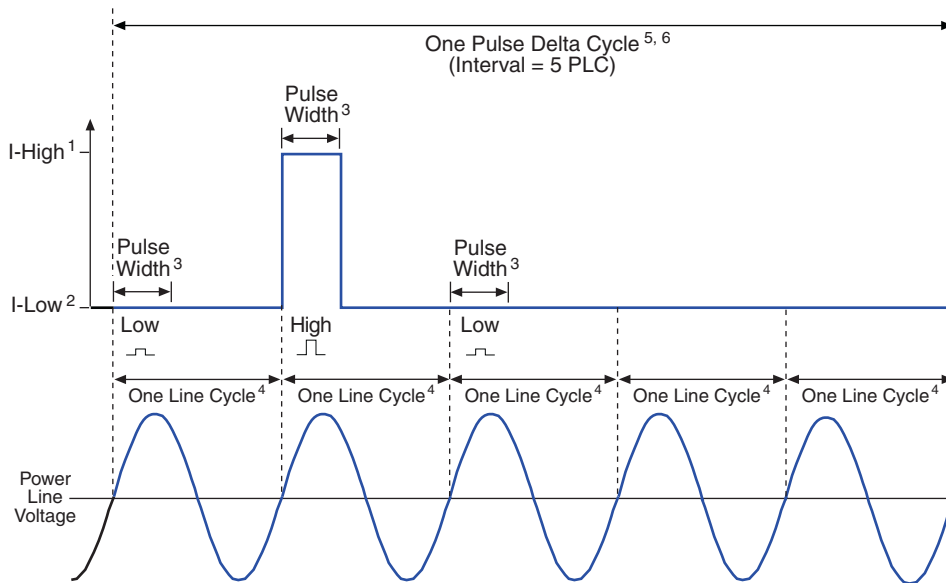 One Pulse Delta Cycle 5, 6
(Interval = 5 PLC)
Pulse
Width 3
I-High 1
Pulse
Width 3
Pulse
Width 3
I-Low 2
Low
High
Low
One Line Cycle 4
One Line Cycle 4
One Line Cycle 4
One Line Cycle 4
One Line Cycle 4
Power
Line
Voltage